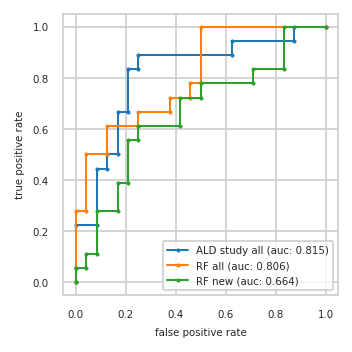 1.0
0.8
0.6
0.4
0.2
0.0
true positive rate
ALD study all (auc: 0.815)
RF all (auc: 0.806)
RF new (auc: 0.664)
0.0 0.2 0.4 0.6 0.8 1.0
false positive rate